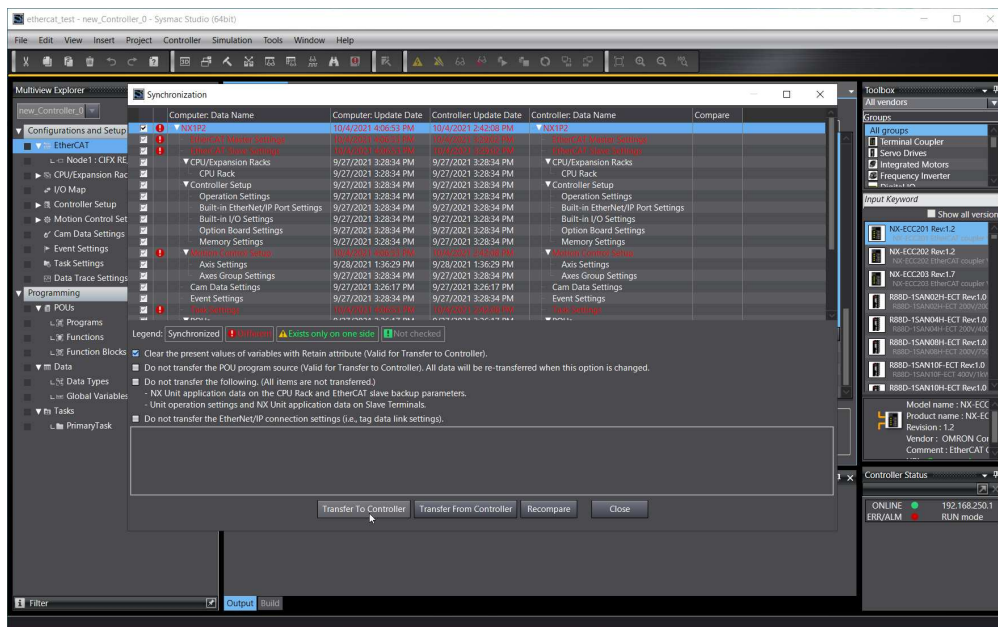 ethercat_test - new_Controller_0 - Sysmac Studio (64bit)
File Edit View Insert Project Controller Simulation Tools Window Help
Multiview Explorer
new_Controller_0
Configurations and Setup
EtherCAT
Node1 : CIFX RE
CPU/Expansion Rac
I/O Map
Controller Setup
Motion Control Set
Cam Data Settings
Event Settings
Task Settings
Data Trace Settings
Programming
POUs
Programs
Functions
Function Blocks
Data
Data Types
Global Variables
Tasks
PrimaryTask
Filter
Synchronization
Computer: Data Name Computer: Update Date Controller: Update Date Controller: Data Name Compare
NX1P2 10/4/2021 4:06:53 PM 10/4/2021 2:42:08 PM NX1P2
CPU/Expansion Racks 9/27/2021 3:28:34 PM 9/27/2021 3:28:34 PM CPU/Expansion Racks
CPU Rack 9/27/2021 3:28:34 PM 9/27/2021 3:28:34 PM CPU Rack
Controller Setup 9/27/2021 3:28:34 PM 9/27/2021 3:28:34 PM Controller Setup
Operation Settings 9/27/2021 3:28:34 PM 9/27/2021 3:28:34 PM Operation Settings
Built-in EtherNet/IP Port Settings 9/27/2021 3:28:34 PM 9/27/2021 3:28:34 PM Built-in EtherNet/IP Port Settings
Built-in I/O Settings 9/27/2021 3:28:34 PM 9/27/2021 3:28:34 PM Built-in I/O Settings
Option Board Settings 9/27/2021 3:28:34 PM 9/27/2021 3:28:34 PM Option Board Settings
Memory Settings 9/27/2021 3:28:34 PM 9/27/2021 3:28:34 PM Memory Settings
Axis Settings 9/28/2021 1:36:29 PM 9/28/2021 1:36:29 PM Axis Settings
Axes Group Settings 9/27/2021 3:28:34 PM 9/27/2021 3:28:34 PM Axes Group Settings
Cam Data Settings 9/27/2021 3:26:17 PM 9/27/2021 3:26:17 PM Cam Data Settings
Event Settings 9/27/2021 3:28:34 PM 9/27/2021 3:28:34 PM Event Settings
Legend: Synchronized Different Exists only on one side Not checked
Clear the present values of variables with Retain attribute (Valid for Transfer to Controller).
Do not transfer the POU program source (Valid for Transfer to Controller). All data will be re-transferred when this option is changed.
Do not transfer the following. (All items are not transferred.)
- NX Unit application data on the CPU Rack and EtherCAT slave backup parameters.
- Unit operation settings and NX Unit application data on Slave Terminals.
Do not transfer the EtherNet/IP connection settings (i.e., tag data link settings).
Transfer To Controller Transfer From Controller Recompare Close
Output Build
Toolbox
All vendors
Groups
All groups
Terminal Coupler
Servo Drives
Integrated Motors
Frequency Inverter
Input Keyword
Show all version
NX-ECC201 Rev:1.2
NX-ECC202 Rev:1.2
NX-ECC202 EtherCAT coupler
NX-ECC203 Rev:1.7
NX-ECC203 EtherCAT coupler
R88D-1SAN02H-ECT Rev:1.0
R88D-1SAN02H-ECT 200V/200
R88D-1SAN04H-ECT Rev:1.0
R88D-1SAN04H-ECT 200V/400
R88D-1SAN08H-ECT Rev:1.0
R88D-1SAN08H-ECT 200V/750
R88D-1SAN10F-ECT Rev:1.0
R88D-1SAN10F-ECT 400V/1kW
R88D-1SAN10H-ECT Rev:1.0
Model name : NX-ECC
Product name : NX-EC
Revision : 1.2
Vendor : OMRON Cor
Comment : EtherCAT C
Controller Status
ONLINE 192.168.250.1
ERR/ALM RUN mode